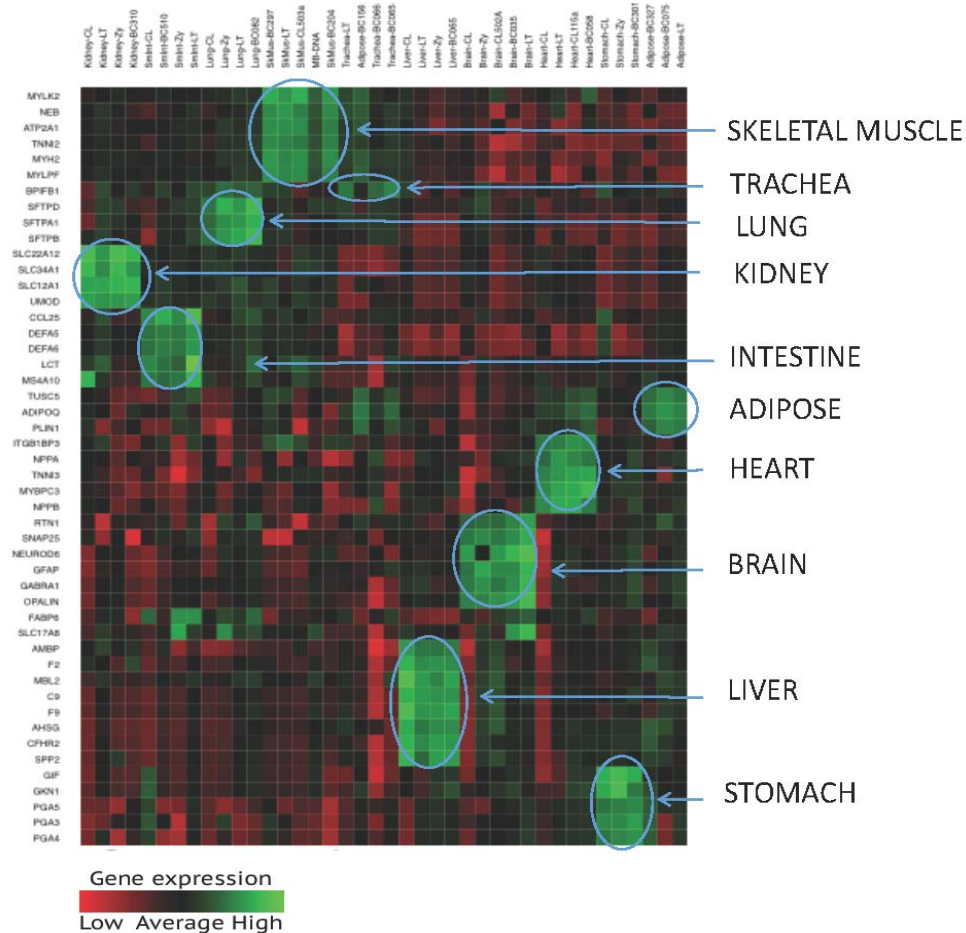 Kidney-CL
Kidney-LT
Kidney-Zy
Kidney-BC310
SmInt-CL
SmInt-BC510
SmInt-Zy
SmInt-LT
Lung-CL
Lung-Zy
Lung-LT
Lung-BC082
SkMus-BC297
SkMus-LT
SkMus-CL503a
MB-DNA
SkMus-BC204
Trachea-LT
Adipose-BC156
Trachea-BC066
Trachea-BC065
Liver-CL
Liver-LT
Liver-Zy
Liver-BC065
Brain-CL
Brain-Zy
Brain-CL502A
Brain-BC035
Brain-LT
Heart-CL
Heart-LT
Heart-CL115a
Heart-BC058
Stomach-CL
Stomach-Zy
Stomach-BC301
Adipose-BC327
Adipose-BC075
Adipose-LT
MYLK2
NEB
ATP2A1
TNNI2
MYH2
MYLPF
BPIFB1
SFTPD
SFTPA1
SFTPB
SLC22A12
SLC34A1
SLC12A1
UMOD
CCL25
DEFA5
DEFA6
LCT
MS4A10
TUSC5
ADIPOQ
PLIN1
ITGB1BP3
NPPA
TNNI3
MYBPC3
NPPB
RTN1
SNAP25
NEUROD6
GFAP
GABRA1
OPALIN
FABP6
SLC17A8
AMBP
F2
MBL2
C9
F9
AHSG
CFHR2
SPP2
GIF
GKN1
PGA5
PGA3
PGA4
SKELETAL MUSCLE
TRACHEA
LUNG
KIDNEY
INTESTINE
ADIPOSE
HEART
BRAIN
LIVER
STOMACH
Gene expression
Low Average High